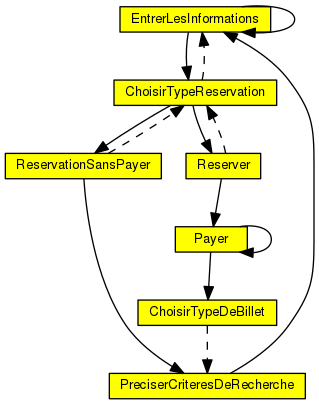 EntrerLesInformations
ChoisirTypeReservation
ReservationSansPayer
Reserver
Payer
ChoisirTypeDeBillet
PreciserCriteresDeRecherche